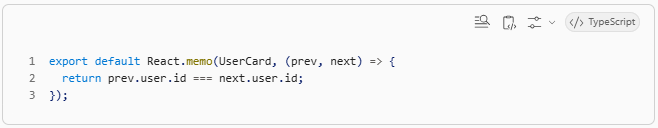 </> TypeScript
1 export default React.memo(UserCard, (prev, next) => {
2   return prev.user.id === next.user.id;
3 });